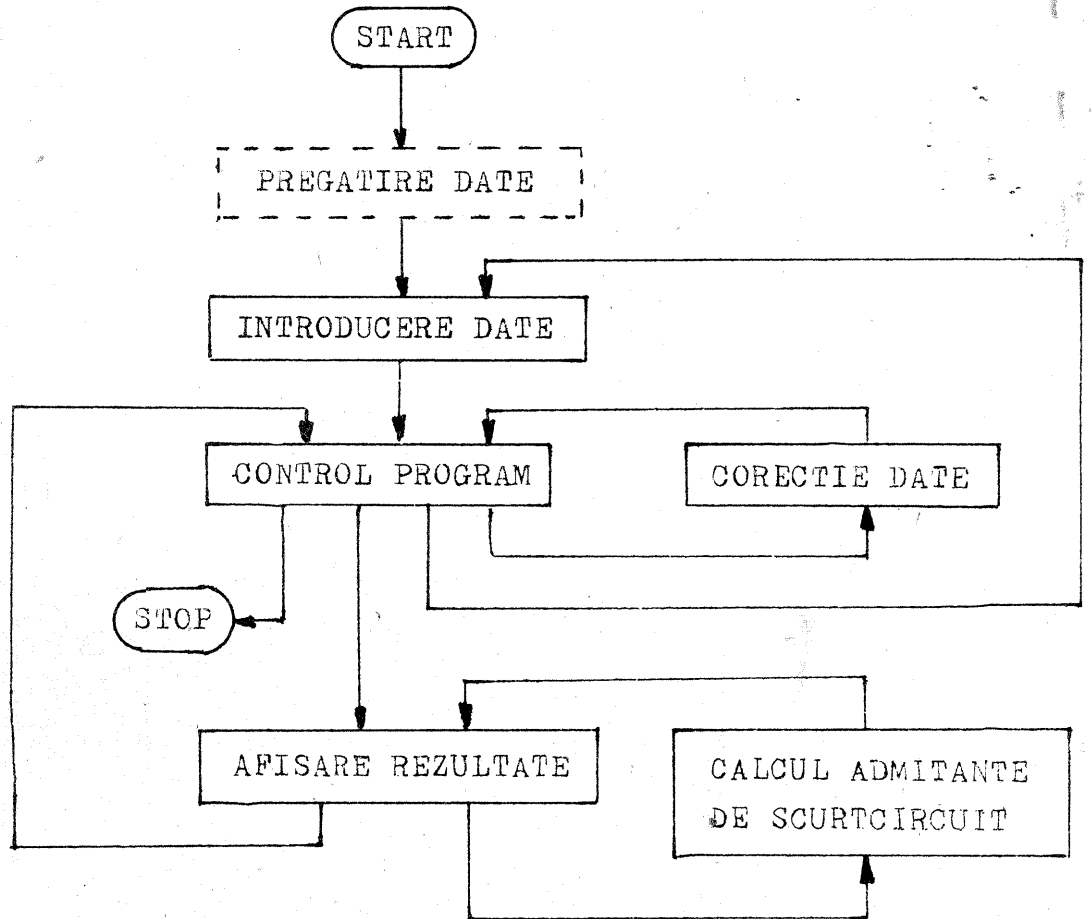 START
PREGATIRE DATE
INTRODUCERE DATE
CONTROL PROGRAM
CORECTIE DATE
STOP
AFISARE REZULTATE
CALCUL ADMITANTE
DE SCURTCIRCUIT